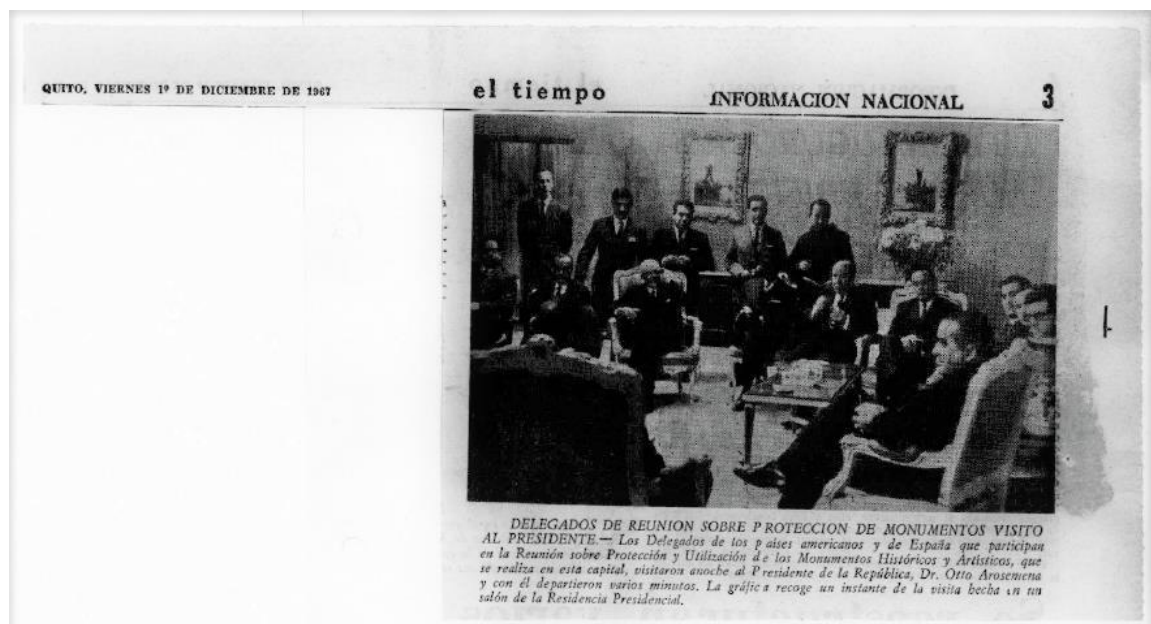 QUITO, VIERNES 1º DE DICIEMBRE DE 1967
el tiempo
INFORMACION NACIONAL
3
DELEGADOS DE REUNION SOBRE PROTECCION DE MONUMENTOS VISITO
AL PRESIDENTE.— Los Delegados de los países americanos y de España que participan
en la Reunión sobre Protección y Utilización de los Monumentos Históricos y Artísticos, que
se realiza en esta capital, visitaron anoche al Presidente de la República, Dr. Otto Arosemena
y con él departieron varios minutos. La gráfica recoge un instante de la visita hecha en un
salón de la Residencia Presidencial.